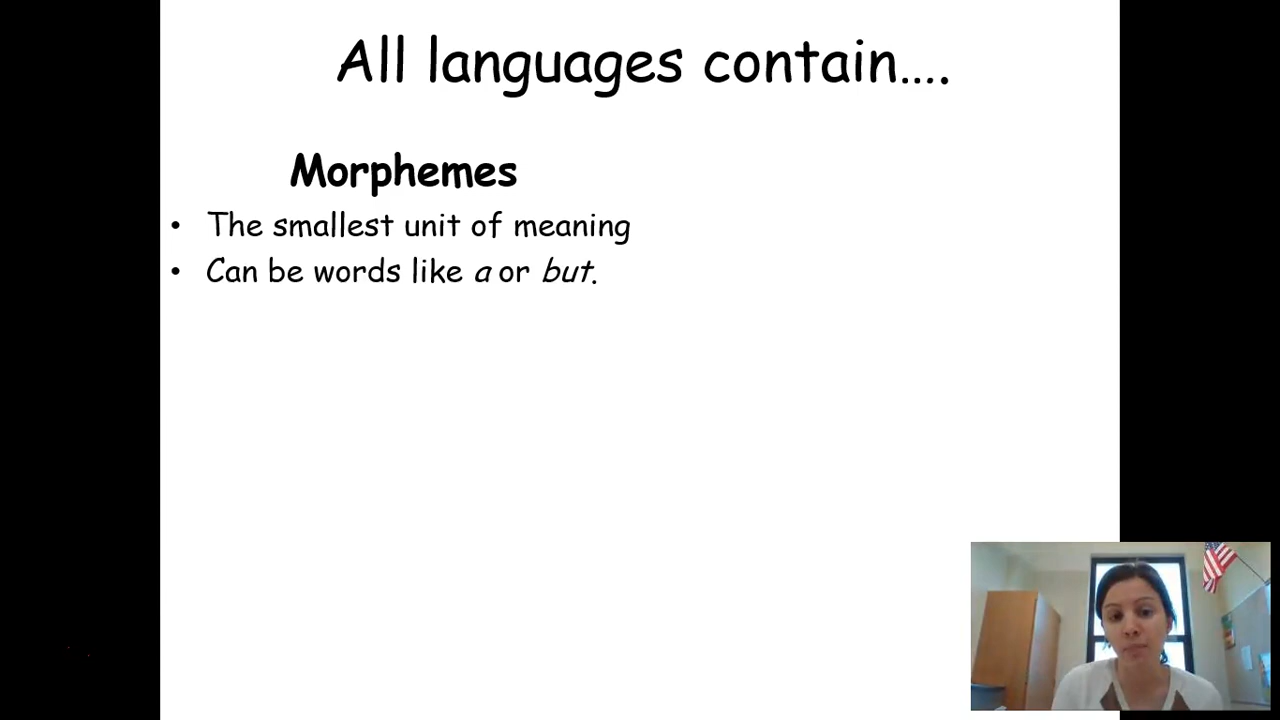 All languages contain....
Morphemes
• The smallest unit of meaning
• Can be words like a or but.